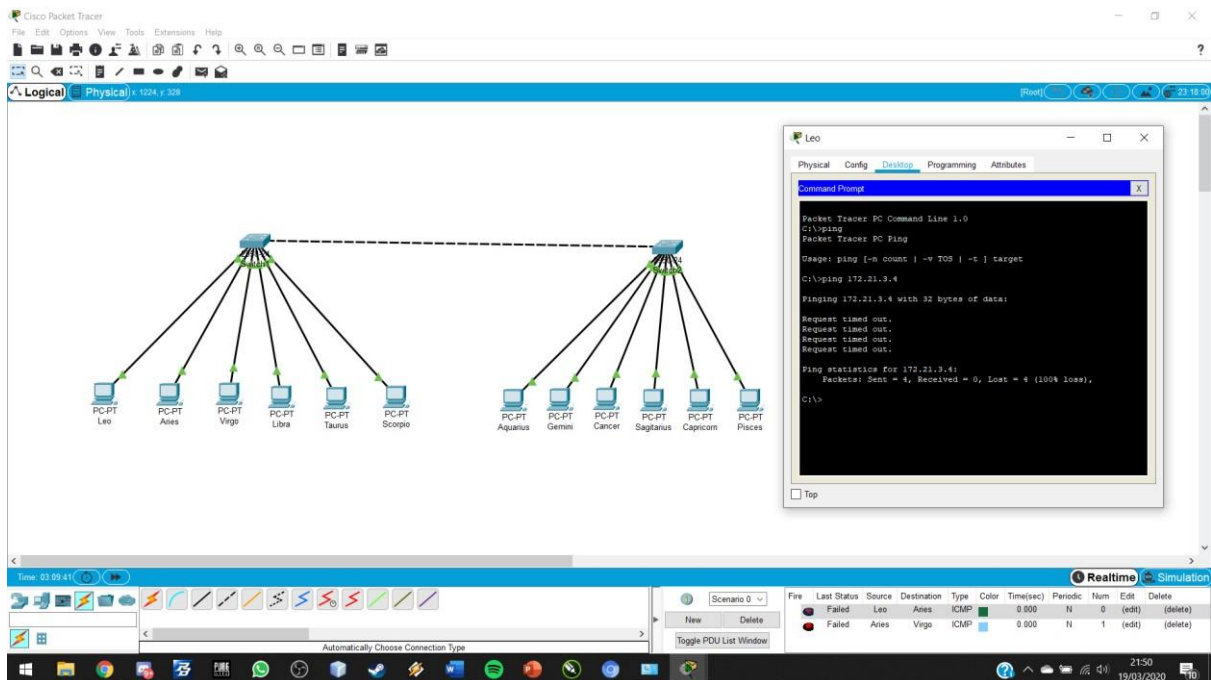 Cisco Packet Tracer
File Edit Options View Tools Extensions Help
?
Logical Physical x: 1224, y: 328 [Root] 23:18:00
Leo
Physical Config Desktop Programming Attributes
Command Prompt X
Packet Tracer PC Command Line 1.0
C:\>ping
Packet Tracer PC Ping
Usage: ping [-n count | -v TOS | -t ] target
C:\>ping 172.21.3.4
Pinging 172.21.3.4 with 32 bytes of data:
Request timed out.
Request timed out.
Request timed out.
Request timed out.
Ping statistics for 172.21.3.4:
Packets: Sent = 4, Received = 0, Lost = 4 (100% loss),
C:\>
Top
PC-PT
Leo
PC-PT
Aries
PC-PT
Virgo
PC-PT
Libra
PC-PT
Taurus
PC-PT
Scorpio
PC-PT
Aquarius
PC-PT
Gemini
PC-PT
Cancer
PC-PT
Sagitarius
PC-PT
Capricorn
PC-PT
Pisces
Time: 03:09:41 Realtime Simulation
Automatically Choose Connection Type
Scenario 0
New Delete
Toggle PDU List Window
Fire Last Status Source Destination Type Color Time(sec) Periodic Num Edit Delete
Failed Leo Aries ICMP 0.000 N 0 (edit) (delete)
Failed Aries Virgo ICMP 0.000 N 1 (edit) (delete)
21:50
19/03/2020